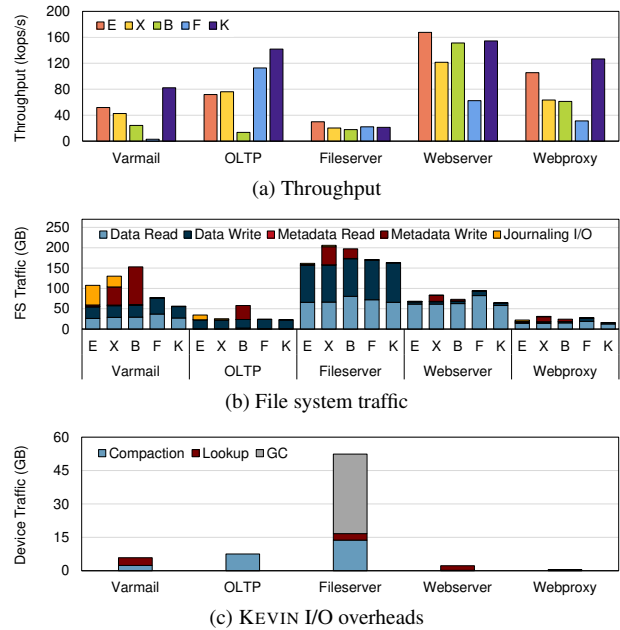 Throughput (kops/s)
200
160
120
80
40
0
E X B F K
Varmail OLTP Fileserver Webserver Webproxy
(a) Throughput
FS Traffic (GB)
250
200
150
100
50
0
Data Read Data Write Metadata Read Metadata Write Journaling I/O
E X B F K E X B F K E X B F K E X B F K E X B F K
Varmail OLTP Fileserver Webserver Webproxy
(b) File system traffic
Device Traffic (GB)
60
45
30
15
0
Compaction Lookup GC
Varmail OLTP Fileserver Webserver Webproxy
(c) KEVIN I/O overheads